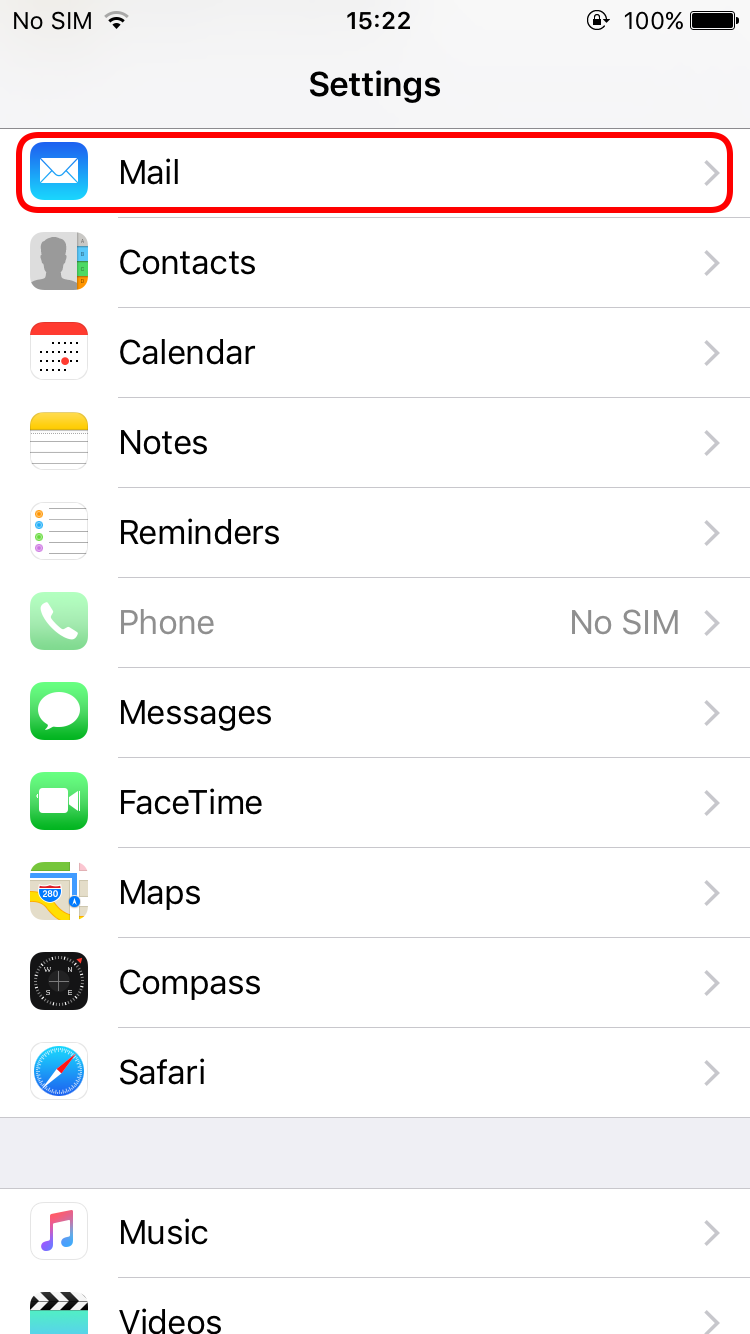 No SIM 15:22 100%
Settings
Mail
Contacts
Calendar
Notes
Reminders
Phone No SIM
Messages
FaceTime
280
Maps
W N
S E
Compass
Safari
Music
Videos